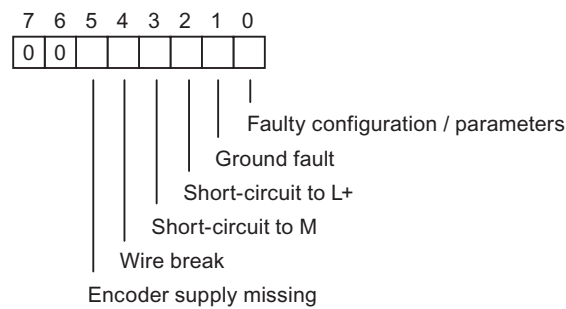 7 6 5 4 3 2 1 0
0 0
Faulty configuration / parameters
Ground fault
Short-circuit to L+
Short-circuit to M
Wire break
Encoder supply missing